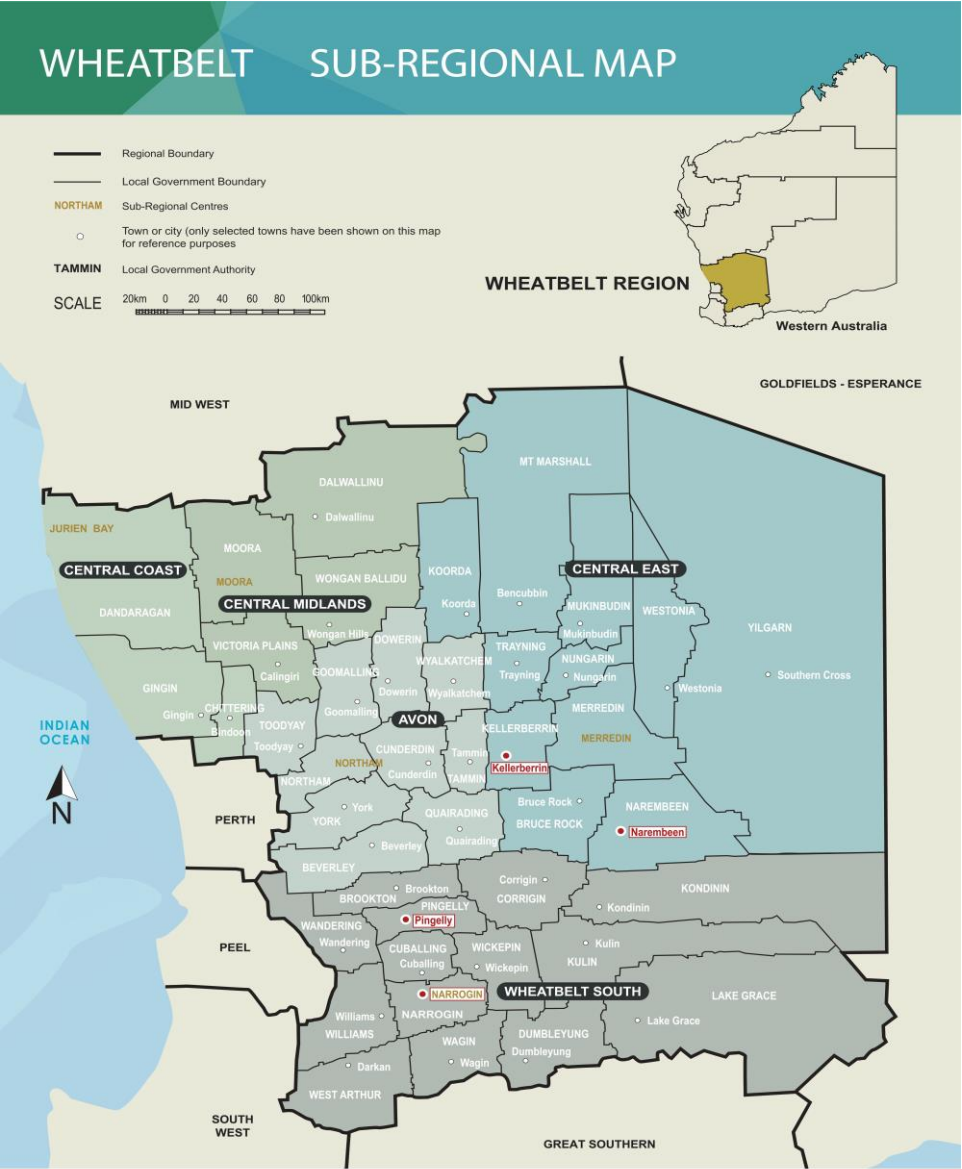 WHEATBELT SUB-REGIONAL MAP
Regional Boundary
Local Government Boundary
NORTHAM Sub-Regional Centres
Town or city (only selected towns have been shown on this map
for reference purposes
TAMMIN Local Government Authority
SCALE 20km 0 20 40 60 80 100km
WHEATBELT REGION
Western Australia
GOLDFIELDS - ESPERANCE
MID WEST
MT MARSHALL
DALWALLINU
Dalwallinu
JURIEN BAY
MOORA
CENTRAL COAST
MOORA
WONGAN BALLIDU
KOORDA
CENTRAL EAST
CENTRAL MIDLANDS
Koorda
Bencubbin
MUKINBUDIN
WESTONIA
DANDARAGAN
YILGARN
Wongan Hills
DOWERIN
Mukinbudin
VICTORIA PLAINS
TRAYNING
NUNGARIN
GOOMALLING
WYALKATCHEM
Calingiri
Trayning
Nungarin
Southern Cross
GINGIN
Dowerin
Wyalkatchem
Westonia
CHITTERING
Goomalling
MERREDIN
Gingin
AVON
INDIAN
OCEAN
Bindoon
TOODYAY
KELLERBERRIN
MERREDIN
Toodyay
CUNDERDIN
Tammin
NORTHAM
Kellerberrin
Cunderdin
NORTHAM
TAMMIN
N
York
Bruce Rock
NAREMBEEN
PERTH
YORK
QUAIRADING
BRUCE ROCK
Narembeen
Quairading
Beverley
BEVERLEY
Corrigin
Brookton
KONDININ
BROOKTON
PINGELLY
CORRIGIN
Kondinin
Pingelly
WANDERING
Wandering
PEEL
CUBALLING
WICKEPIN
Kulin
Cuballing
Wickepin
KULIN
NARROGIN
WHEATBELT SOUTH
LAKE GRACE
Williams
NARROGIN
Lake Grace
WILLIAMS
WAGIN
DUMBLEYUNG
Dumbleyung
Darkan
Wagin
WEST ARTHUR
SOUTH
WEST
GREAT SOUTHERN